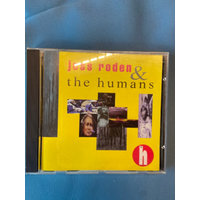 jess roden &
the humans
h